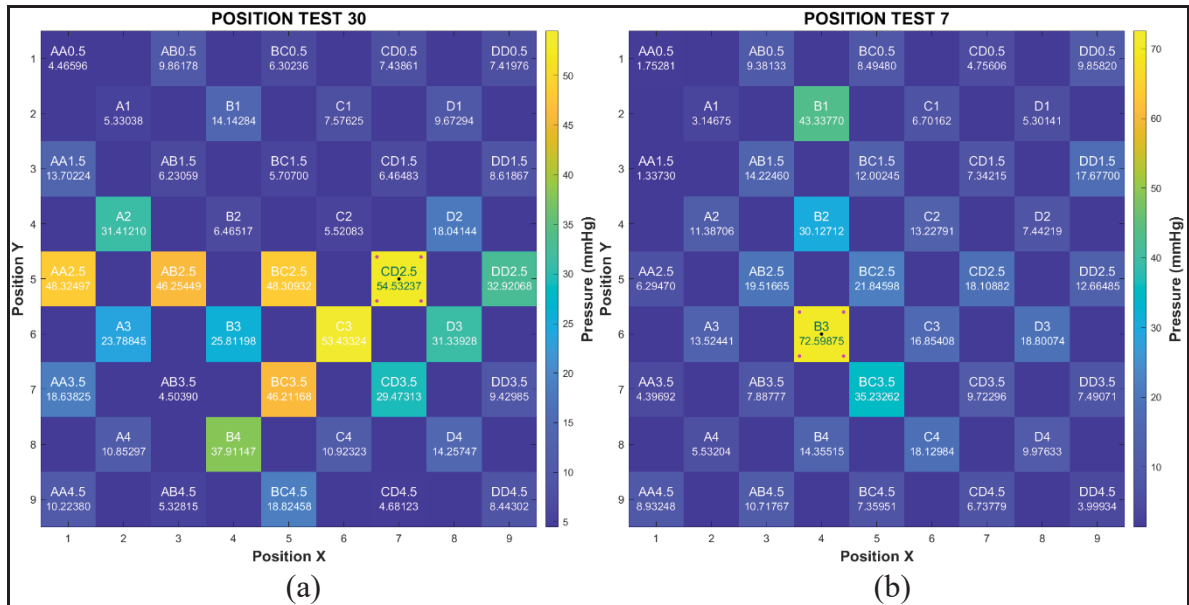 POSITION TEST 30
AA0.5 AB0.5 BC0.5 CD0.5 DD0.5
4.46596 9.86178 6.30236 7.43861 7.41976
A1 B1 C1 D1
5.33038 14.14284 7.57625 9.67294
AA1.5 AB1.5 BC1.5 CD1.5 DD1.5
13.70224 6.23059 5.70700 6.46483 8.61867
A2 B2 C2 D2
31.41210 6.46517 5.52083 18.04144
AA2.5 AB2.5 BC2.5 CD2.5 DD2.5
48.32497 46.25449 48.30932 54.53237 32.92068
A3 B3 C3 D3
23.78845 25.81198 53.43324 31.33928
AA3.5 AB3.5 BC3.5 CD3.5 DD3.5
18.63825 4.50390 46.21168 29.47313 9.42985
A4 B4 C4 D4
10.85297 37.91147 10.92323 14.25747
AA4.5 AB4.5 BC4.5 CD4.5 DD4.5
10.22380 5.32815 18.82458 4.68123 8.44302
1
2
3
4
5
6
7
8
9
Position Y
1 2 3 4 5 6 7 8 9
Position X
50
45
40
35
30
25
20
15
10
5
Pressure (mmHg)
(a)
POSITION TEST 7
AA0.5 AB0.5 BC0.5 CD0.5 DD0.5
1.75281 9.38133 8.49480 4.75606 9.85820
A1 B1 C1 D1
3.14675 43.33770 6.70162 5.30141
AA1.5 AB1.5 BC1.5 CD1.5 DD1.5
1.33730 14.22460 12.00245 7.34215 17.67700
A2 B2 C2 D2
11.38706 30.12712 13.22791 7.44219
AA2.5 AB2.5 BC2.5 CD2.5 DD2.5
6.29470 19.51665 21.84598 18.10882 12.66485
A3 B3 C3 D3
13.52441 72.59875 16.85408 18.80074
AA3.5 AB3.5 BC3.5 CD3.5 DD3.5
4.39692 7.88777 35.23262 9.72296 7.49071
A4 B4 C4 D4
5.53204 14.35515 18.12984 9.97633
AA4.5 AB4.5 BC4.5 CD4.5 DD4.5
8.93248 10.71767 7.35951 6.73779 3.99934
1
2
3
4
5
6
7
8
9
Position Y
1 2 3 4 5 6 7 8 9
Position X
70
60
50
40
30
20
10
Pressure (mmHg)
(b)